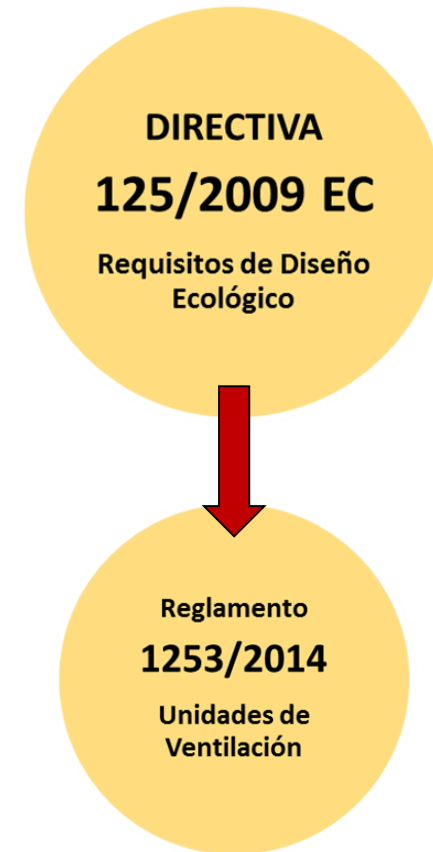 DIRECTIVA
125/2009 EC
Requisitos de Diseño
Ecológico
Reglamento
1253/2014
Unidades de
Ventilación